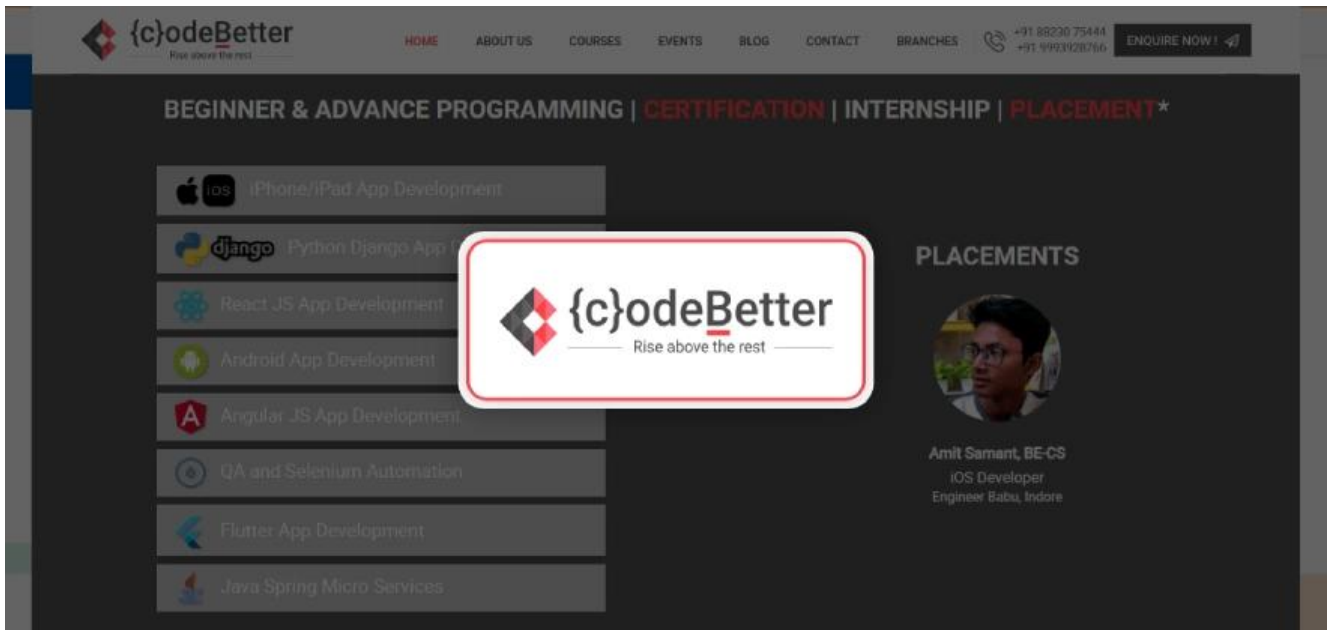 {c}odeBetter
Rise above the rest
HOME ABOUT US COURSES EVENTS BLOG CONTACT BRANCHES
+91 88230 75444
+91 9993928766
ENQUIRE NOW !
BEGINNER & ADVANCE PROGRAMMING | CERTIFICATION | INTERNSHIP | PLACEMENT*
ios iPhone/iPad App Development
django Python Django App
React JS App Development
Android App Development
Angular JS App Development
QA and Selenium Automation
Flutter App Development
Java Spring Micro Services
{c}odeBetter
Rise above the rest
PLACEMENTS
Amit Samant, BE-CS
iOS Developer
Engineer Babu, Indore